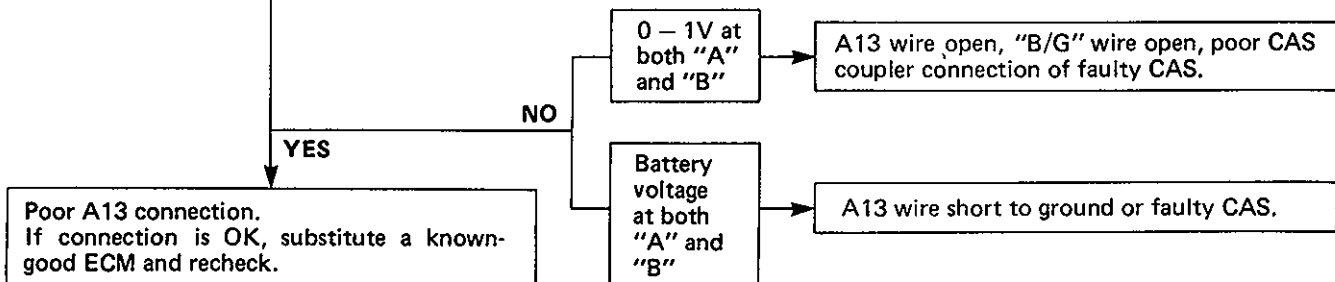 0 – 1V at
both "A"
and "B"
A13 wire open, "B/G" wire open, poor CAS
coupler connection of faulty CAS.
NO
YES
Battery
voltage
at both
"A" and
"B"
A13 wire short to ground or faulty CAS.
Poor A13 connection.
If connection is OK, substitute a known-
good ECM and recheck.